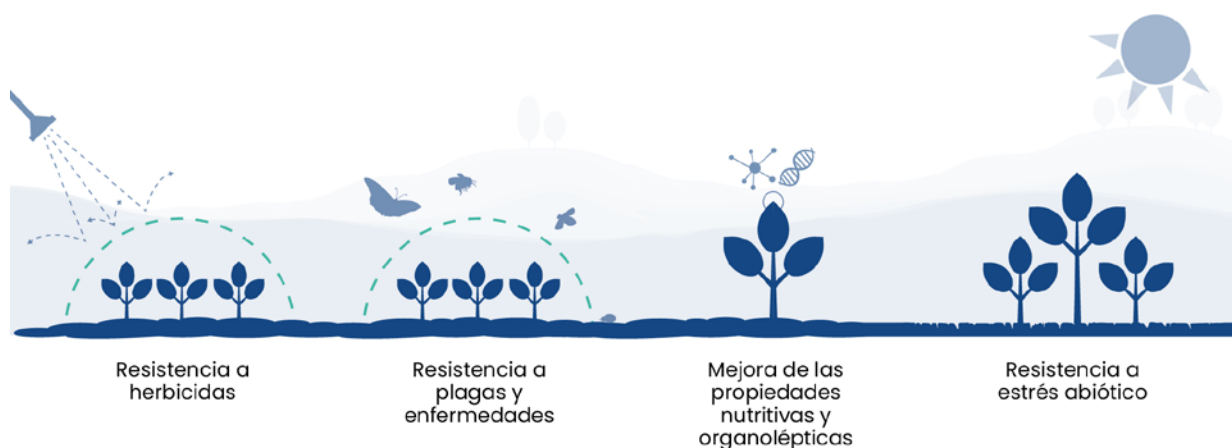 Resistencia a
herbicidas
Resistencia a
plagas y
enfermedades
Mejora de las
propiedades
nutritivas y
organolépticas
Resistencia a
estrés abiótico